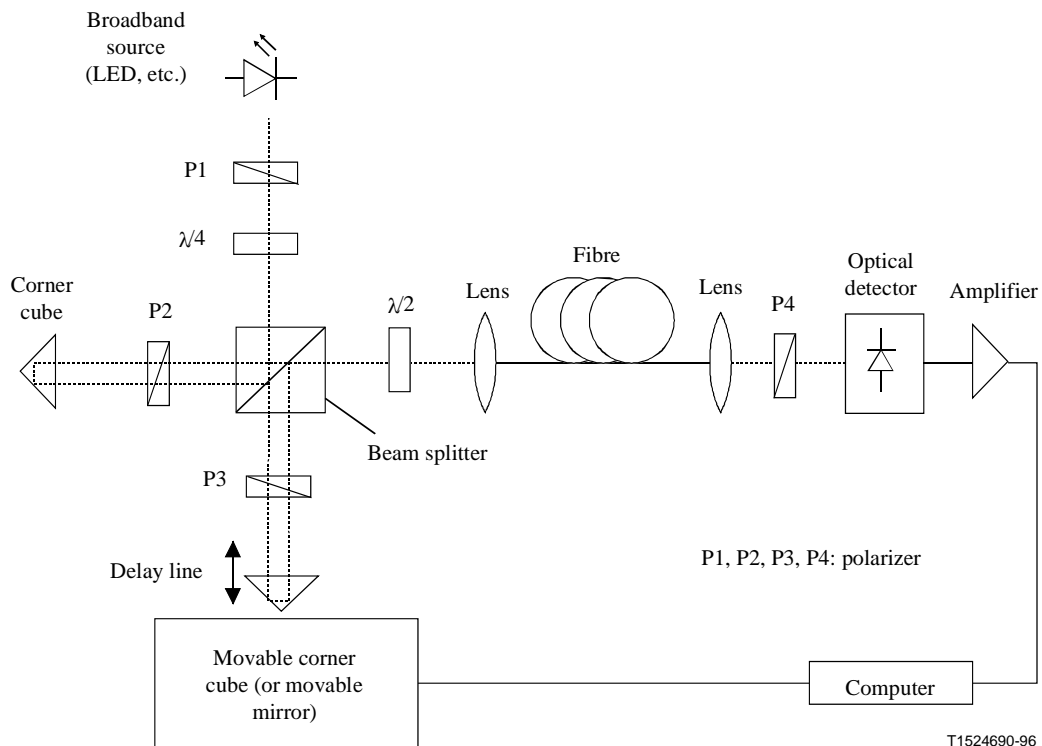 Broadband
source
(LED, etc.)
P1
λ/4
Corner
cube
P2
λ/2
Lens
Fibre
Lens
P4
Optical
detector
Amplifier
Beam splitter
P3
Delay line
P1, P2, P3, P4: polarizer
Movable corner
cube (or movable
mirror)
Computer
T1524690-96